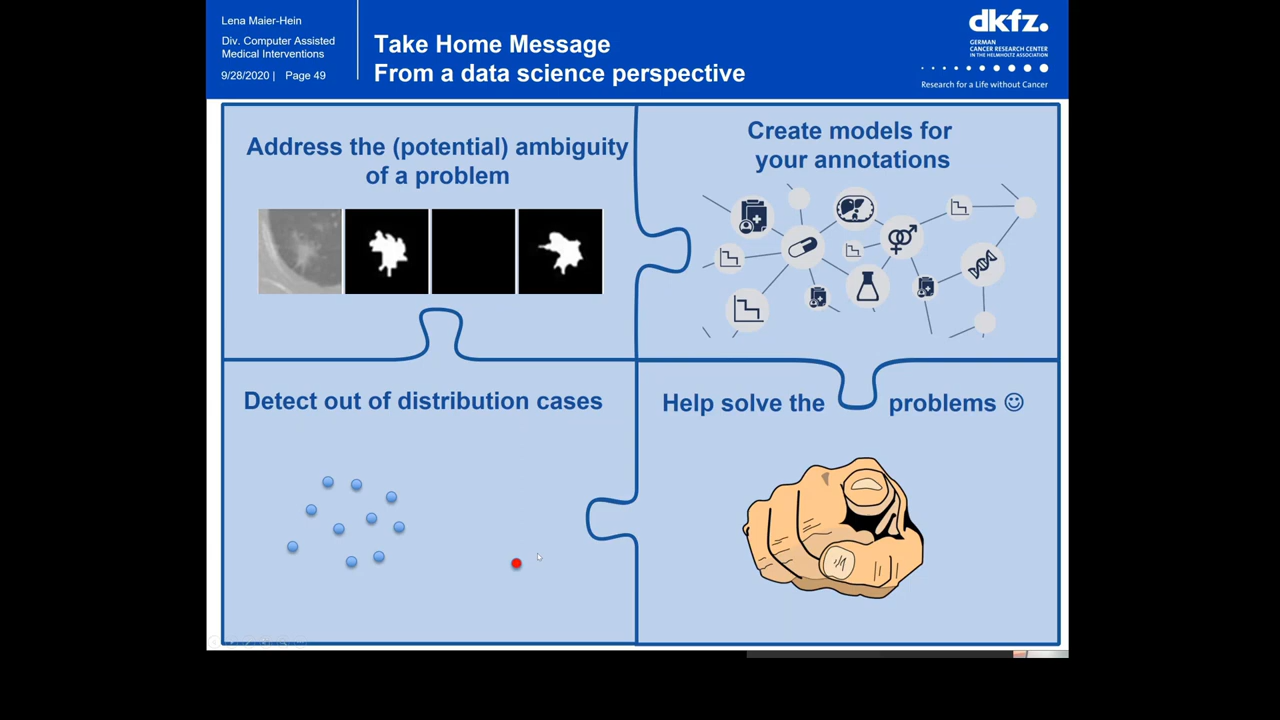 Lena Maier-Hein
Div. Computer Assisted
Medical Interventions
9/28/2020 | Page 49
Take Home Message
From a data science perspective
dkfz.
GERMAN
CANCER RESEARCH CENTER
IN THE HELMHOLTZ ASSOCIATION
Research for a Life without Cancer
Address the (potential) ambiguity
of a problem
Create models for
your annotations
Detect out of distribution cases
Help solve the problems ☺